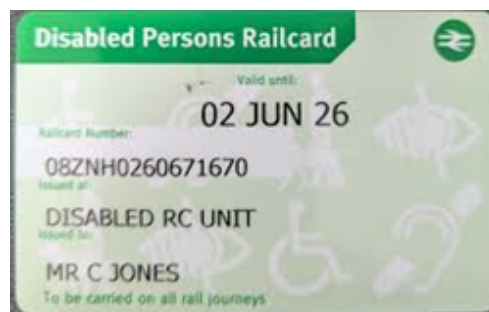 Disabled Persons Railcard
Valid until:
02 JUN 26
Railcard Number:
08ZNH0260671670
Issued at:
DISABLED RC UNIT
Issued to:
MR C JONES
To be carried on all rail journeys